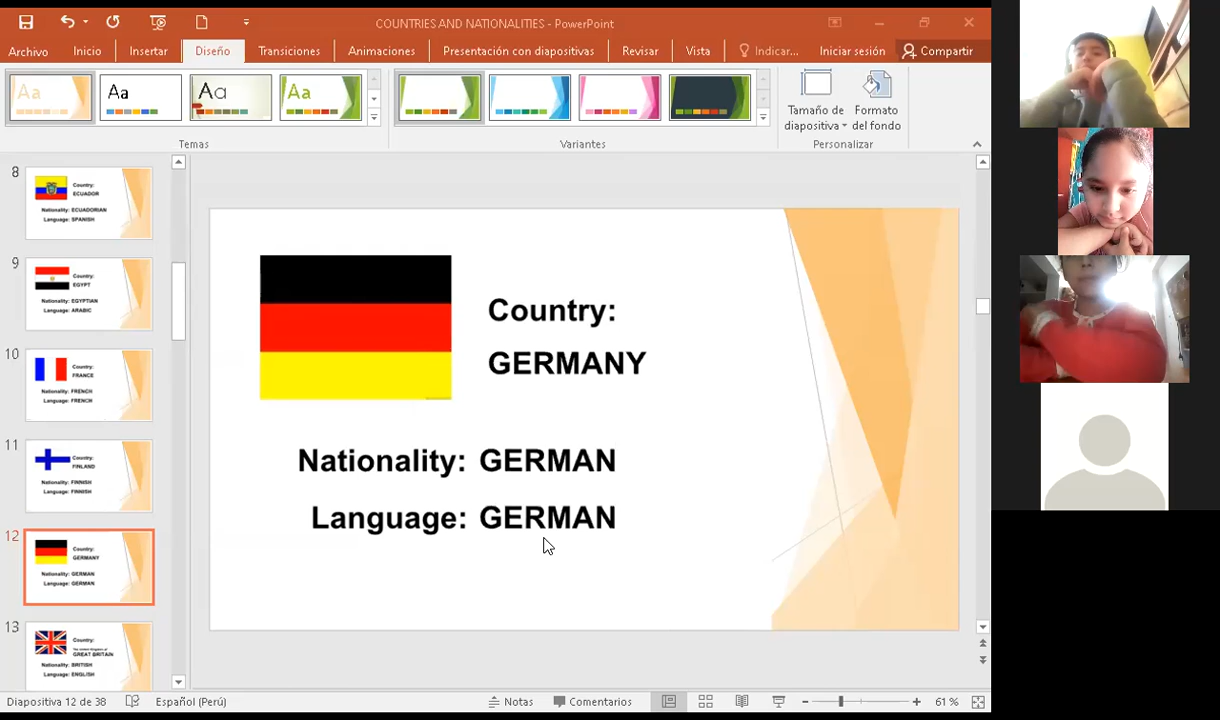 COUNTRIES AND NATIONALITIES - PowerPoint
Archivo Inicio Insertar Diseño Transiciones Animaciones Presentación con diapositivas Revisar Vista Indicar... Iniciar sesión Compartir
Aa Aa Aa Aa
Tamaño de diapositiva
Formato del fondo
Temas Variantes Personalizar
8
Country:
ECUADOR
Nationality: ECUADORIAN
Language: SPANISH
9
Country:
EGYPT
Nationality: EGYPTIAN
Language: ARABIC
10
Country:
FRANCE
Nationality: FRENCH
Language: FRENCH
11
Country:
FINLAND
Nationality: FINNISH
Language: FINNISH
12
Country:
GERMANY
Nationality: GERMAN
Language: GERMAN
13
Country:
The United Kingdom of
GREAT BRITAIN
Nationality: BRITISH
Language: ENGLISH
Country:
GERMANY
Nationality: GERMAN
Language: GERMAN
Diapositiva 12 de 38 Español (Perú) Notas Comentarios 61 %